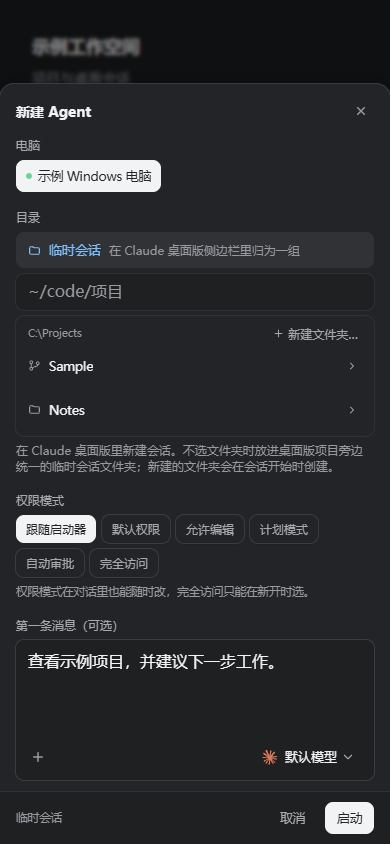 示例工作空间
新建 Agent
电脑
示例 Windows 电脑
目录
临时会话 在 Claude 桌面版侧边栏里归为一组
~/code/项目
C:\Projects
+ 新建文件夹...
Sample
Notes
在 Claude 桌面版里新建会话。不选文件夹时放进桌面版项目旁边
统一的临时会话文件夹；新建的文件夹会在会话开始时创建。
权限模式
跟随启动器 默认权限 允许编辑 计划模式
自动审批 完全访问
权限模式在对话里也能随时改，完全访问只能在新开时选。
第一条消息（可选）
查看示例项目，并建议下一步工作。
默认模型
临时会话
取消
启动